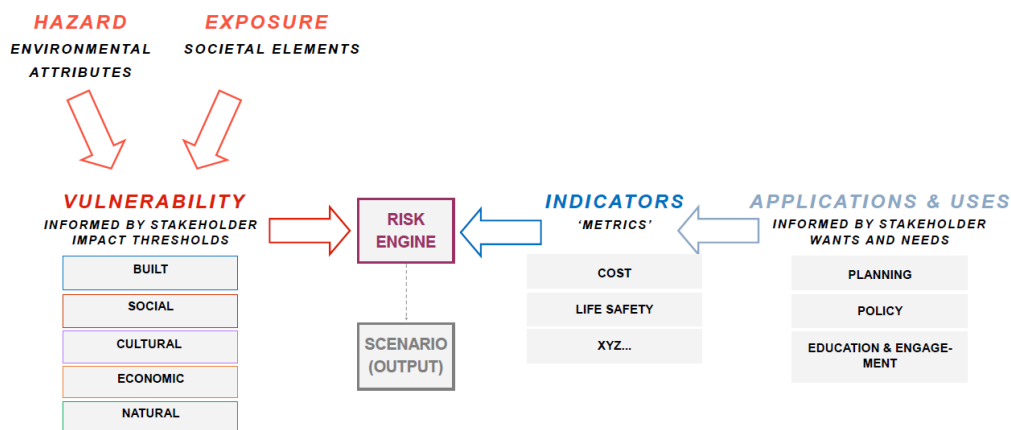 HAZARD
ENVIRONMENTAL
ATTRIBUTES
EXPOSURE
SOCIETAL ELEMENTS
VULNERABILITY
INFORMED BY STAKEHOLDER
IMPACT THRESHOLDS
BUILT
SOCIAL
CULTURAL
ECONOMIC
NATURAL
RISK
ENGINE
SCENARIO
(OUTPUT)
INDICATORS
‘METRICS’
COST
LIFE SAFETY
XYZ...
APPLICATIONS & USES
INFORMED BY STAKEHOLDER
WANTS AND NEEDS
PLANNING
POLICY
EDUCATION & ENGAGE-
MENT